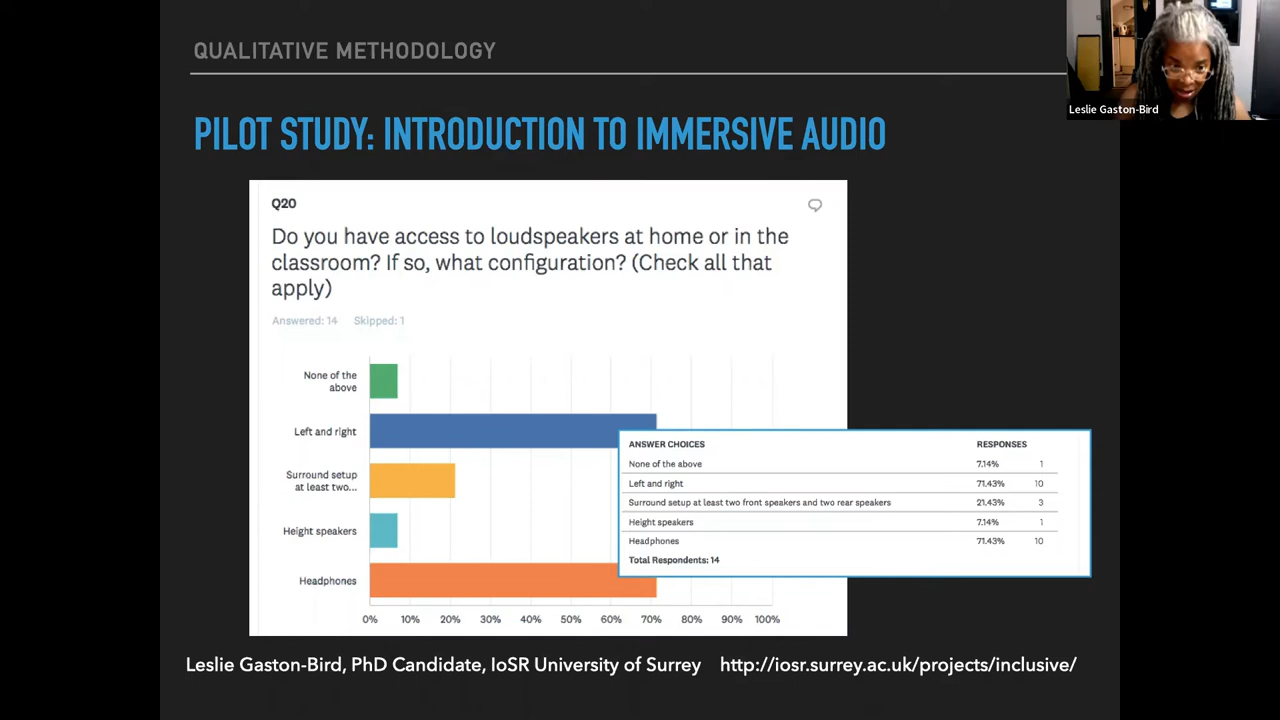 QUALITATIVE METHODOLOGY
Leslie Gaston-Bird
PILOT STUDY: INTRODUCTION TO IMMERSIVE AUDIO
Q20
Do you have access to loudspeakers at home or in the
classroom? If so, what configuration? (Check all that
apply)
Answered: 14 Skipped: 1
None of the
above
Left and right
Surround setup
at least two...
Height speakers
Headphones
0% 10% 20% 30% 40% 50% 60% 70% 80% 90% 100%
ANSWER CHOICES RESPONSES
None of the above 7.14% 1
Left and right 71.43% 10
Surround setup at least two front speakers and two rear speakers 21.43% 3
Height speakers 7.14% 1
Headphones 71.43% 10
Total Respondents: 14
Leslie Gaston-Bird, PhD Candidate, IoSR University of Surrey http://iosr.surrey.ac.uk/projects/inclusive/